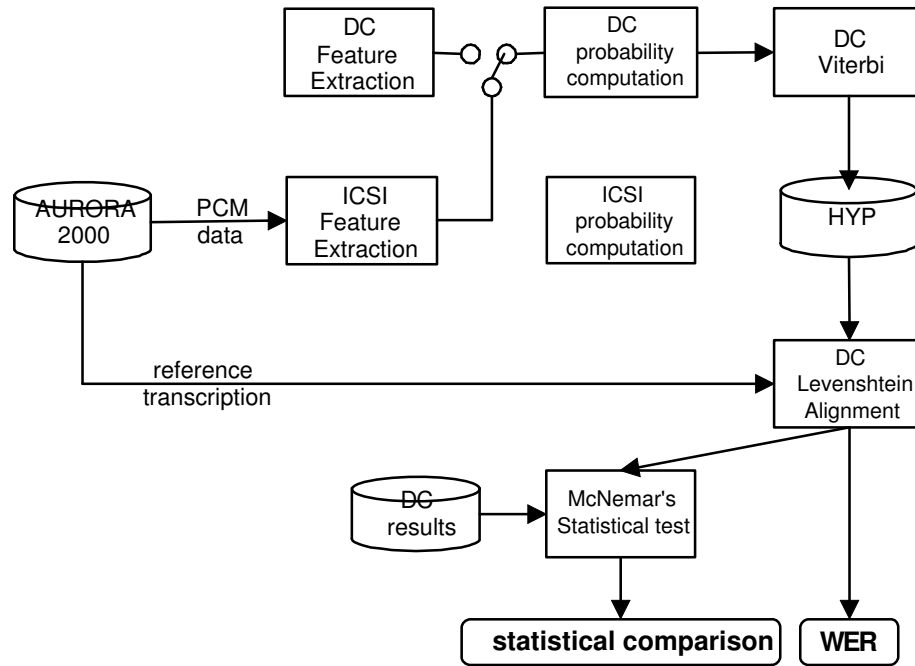 DC
Feature
Extraction
DC
probability
computation
DC
Viterbi
AURORA
2000
PCM
data
ICSI
Feature
Extraction
ICSI
probability
computation
HYP
reference
transcription
DC
Levenshtein
Alignment
DC
results
McNemar's
Statistical test
statistical comparison
WER